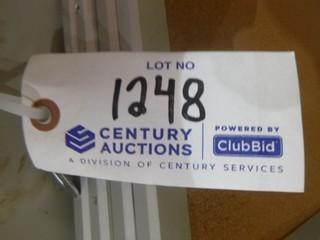 LOT NO
1248
CENTURY
AUCTIONS
POWERED BY
ClubBid
A DIVISION OF CENTURY SERVICES